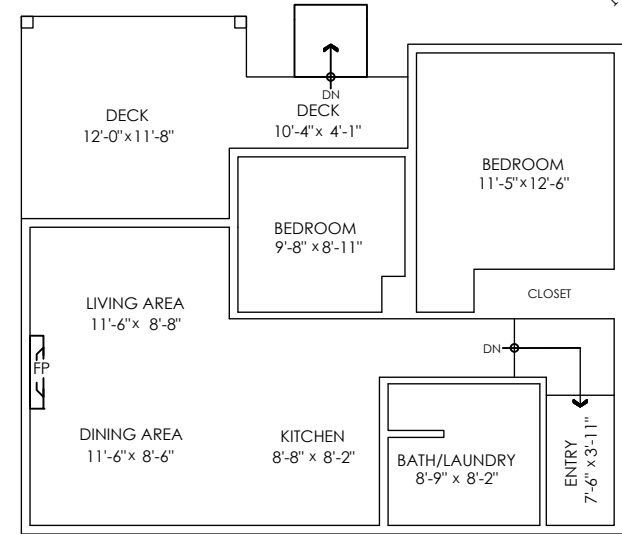 DECK
12'-0"x11'-8"
DN
DECK
10'-4"x 4'-1"
BEDROOM
11'-5"x12'-6"
BEDROOM
9'-8" x 8'-11"
CLOSET
LIVING AREA
11'-6"x 8'-8"
DN
FP
DINING AREA
11'-6"x 8'-6"
KITCHEN
8'-8" x 8'-2"
BATH/LAUNDRY
8'-9" x 8'-2"
ENTRY
7'-6" x 3'-11"